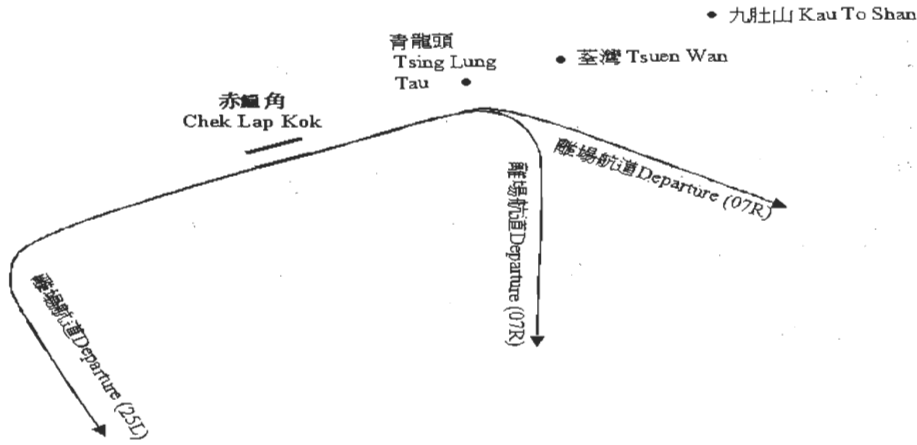 九肚山 Kau To Shan
青龍頭
Tsing Lung
Tau
荃灣 Tsuen Wan
赤鱲角
Chek Lap Kok
離場航道Departure (07R)
離場航道Departure (07R)
離場航道Departure (25L)